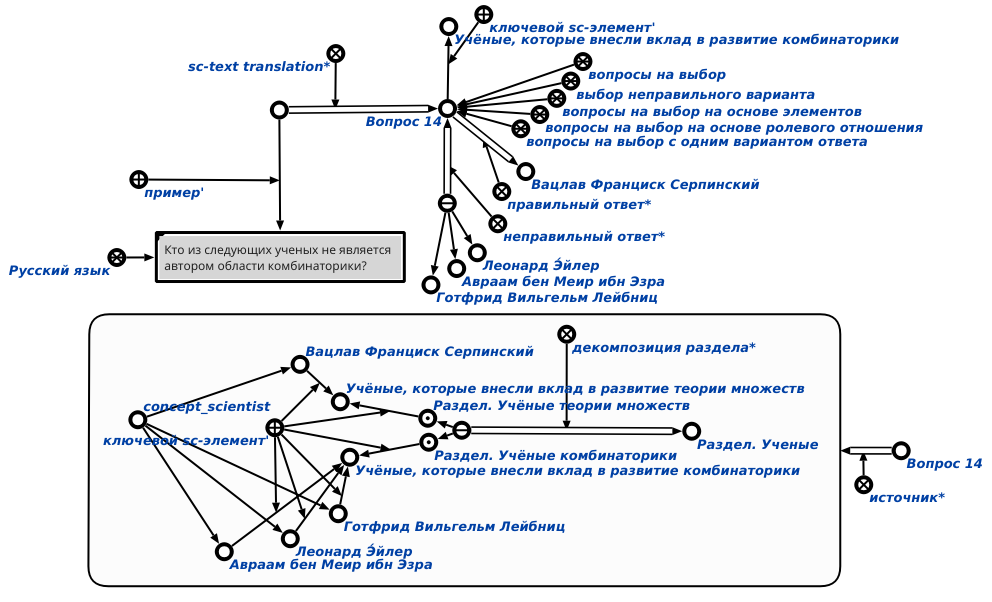 ключевой sc-элемент'
Учёные, которые внесли вклад в развитие комбинаторики
sc-text translation*
вопросы на выбор
выбор неправильного варианта
вопросы на выбор на основе элементов
Вопрос 14
вопросы на выбор на основе ролевого отношения
вопросы на выбор с одним вариантом ответа
Вацлав Франциск Серпинский
пример'
правильный ответ*
неправильный ответ*
Кто из следующих ученых не является
автором области комбинаторики?
Русский язык
Леонард Э́йлер
Авраам бен Меир ибн Эзра
Готфрид Вильгельм Лейбниц
декомпозиция раздела*
Вацлав Франциск Серпинский
Учёные, которые внесли вклад в развитие теории множеств
concept_scientist
Раздел. Учёные теории множеств
ключевой sc-элемент'
Раздел. Ученые
Раздел. Учёные комбинаторики
Вопрос 14
Учёные, которые внесли вклад в развитие комбинаторики
источник*
Готфрид Вильгельм Лейбниц
Леонард Э́йлер
Авраам бен Меир ибн Эзра